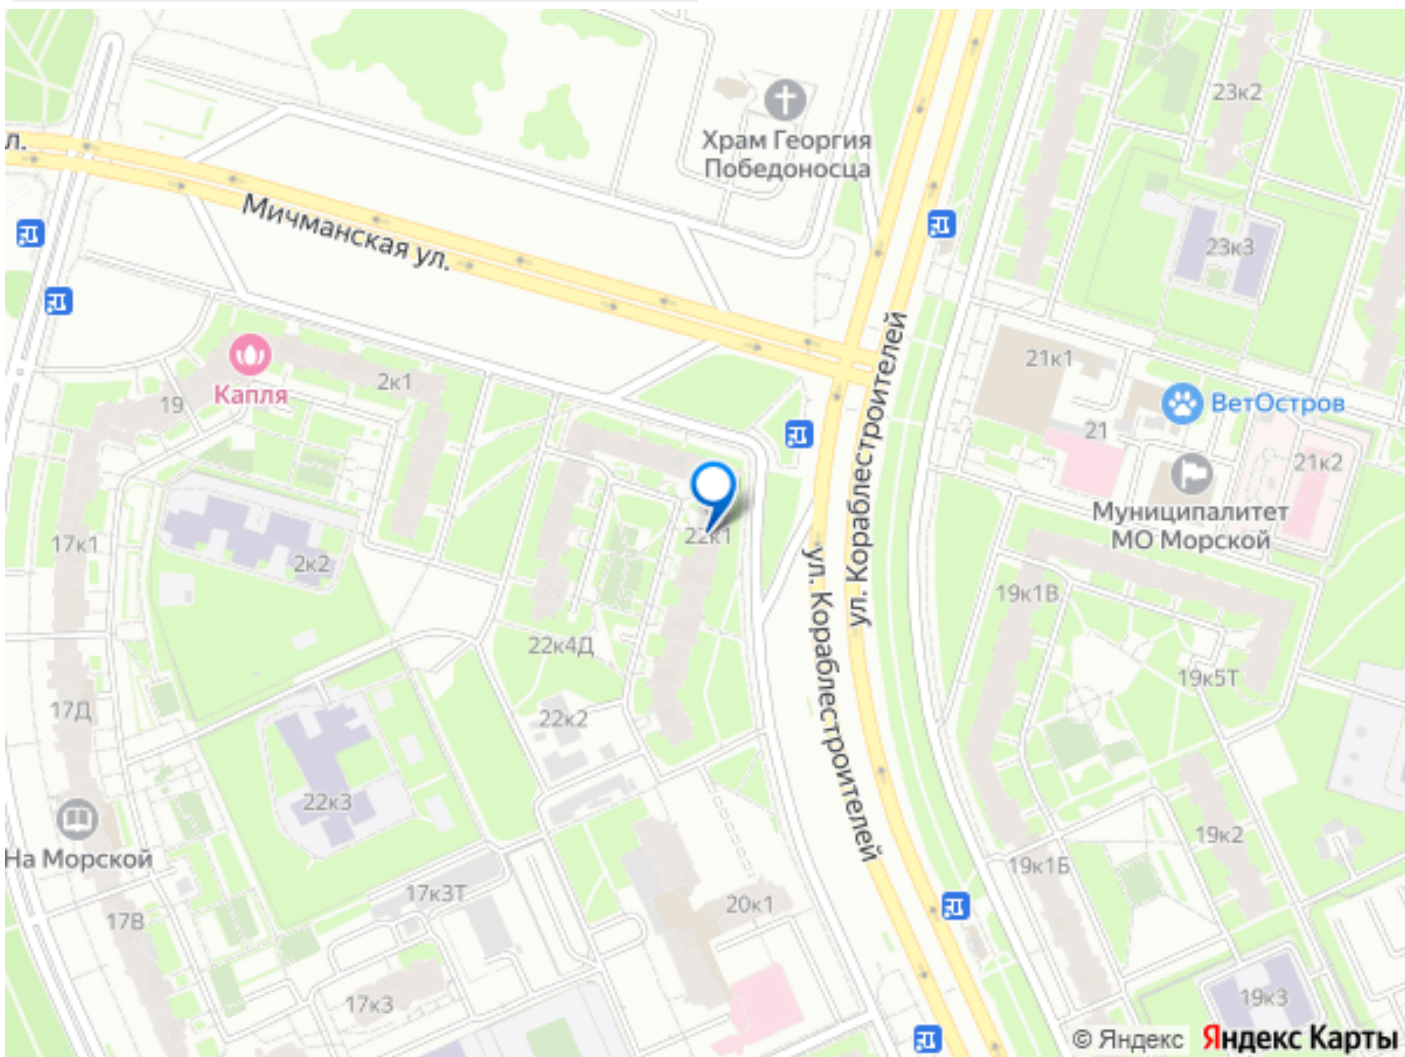 23к2
Храм Георгия
Победоносца
л.
Мичманская ул.
23к3
ул. Кораблестроителей
21к1
2к1
Капля
19
ВетОстров
21
21к2
Муниципалитет
МО Морской
22к1
17к1
2к2
19к1В
ул. Кораблестроителей
22к4Д
19к5Т
17Д
22к2
22к3
На Морской
19к2
19к1Б
17к3Т
20к1
17В
17к3
19к3
© Яндекс Яндекс Карты